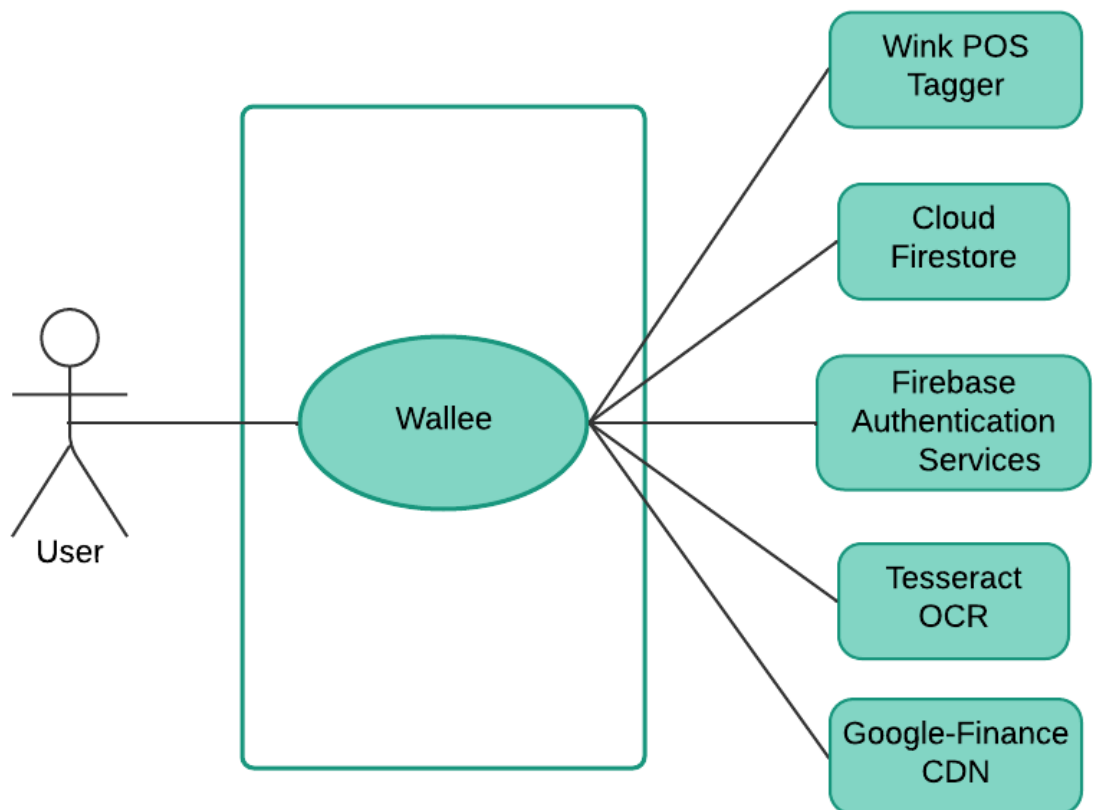 Wink POS
Tagger
Cloud
Firestore
Firebase
Authentication
Services
Wallee
User
Tesseract
OCR
Google-Finance
CDN